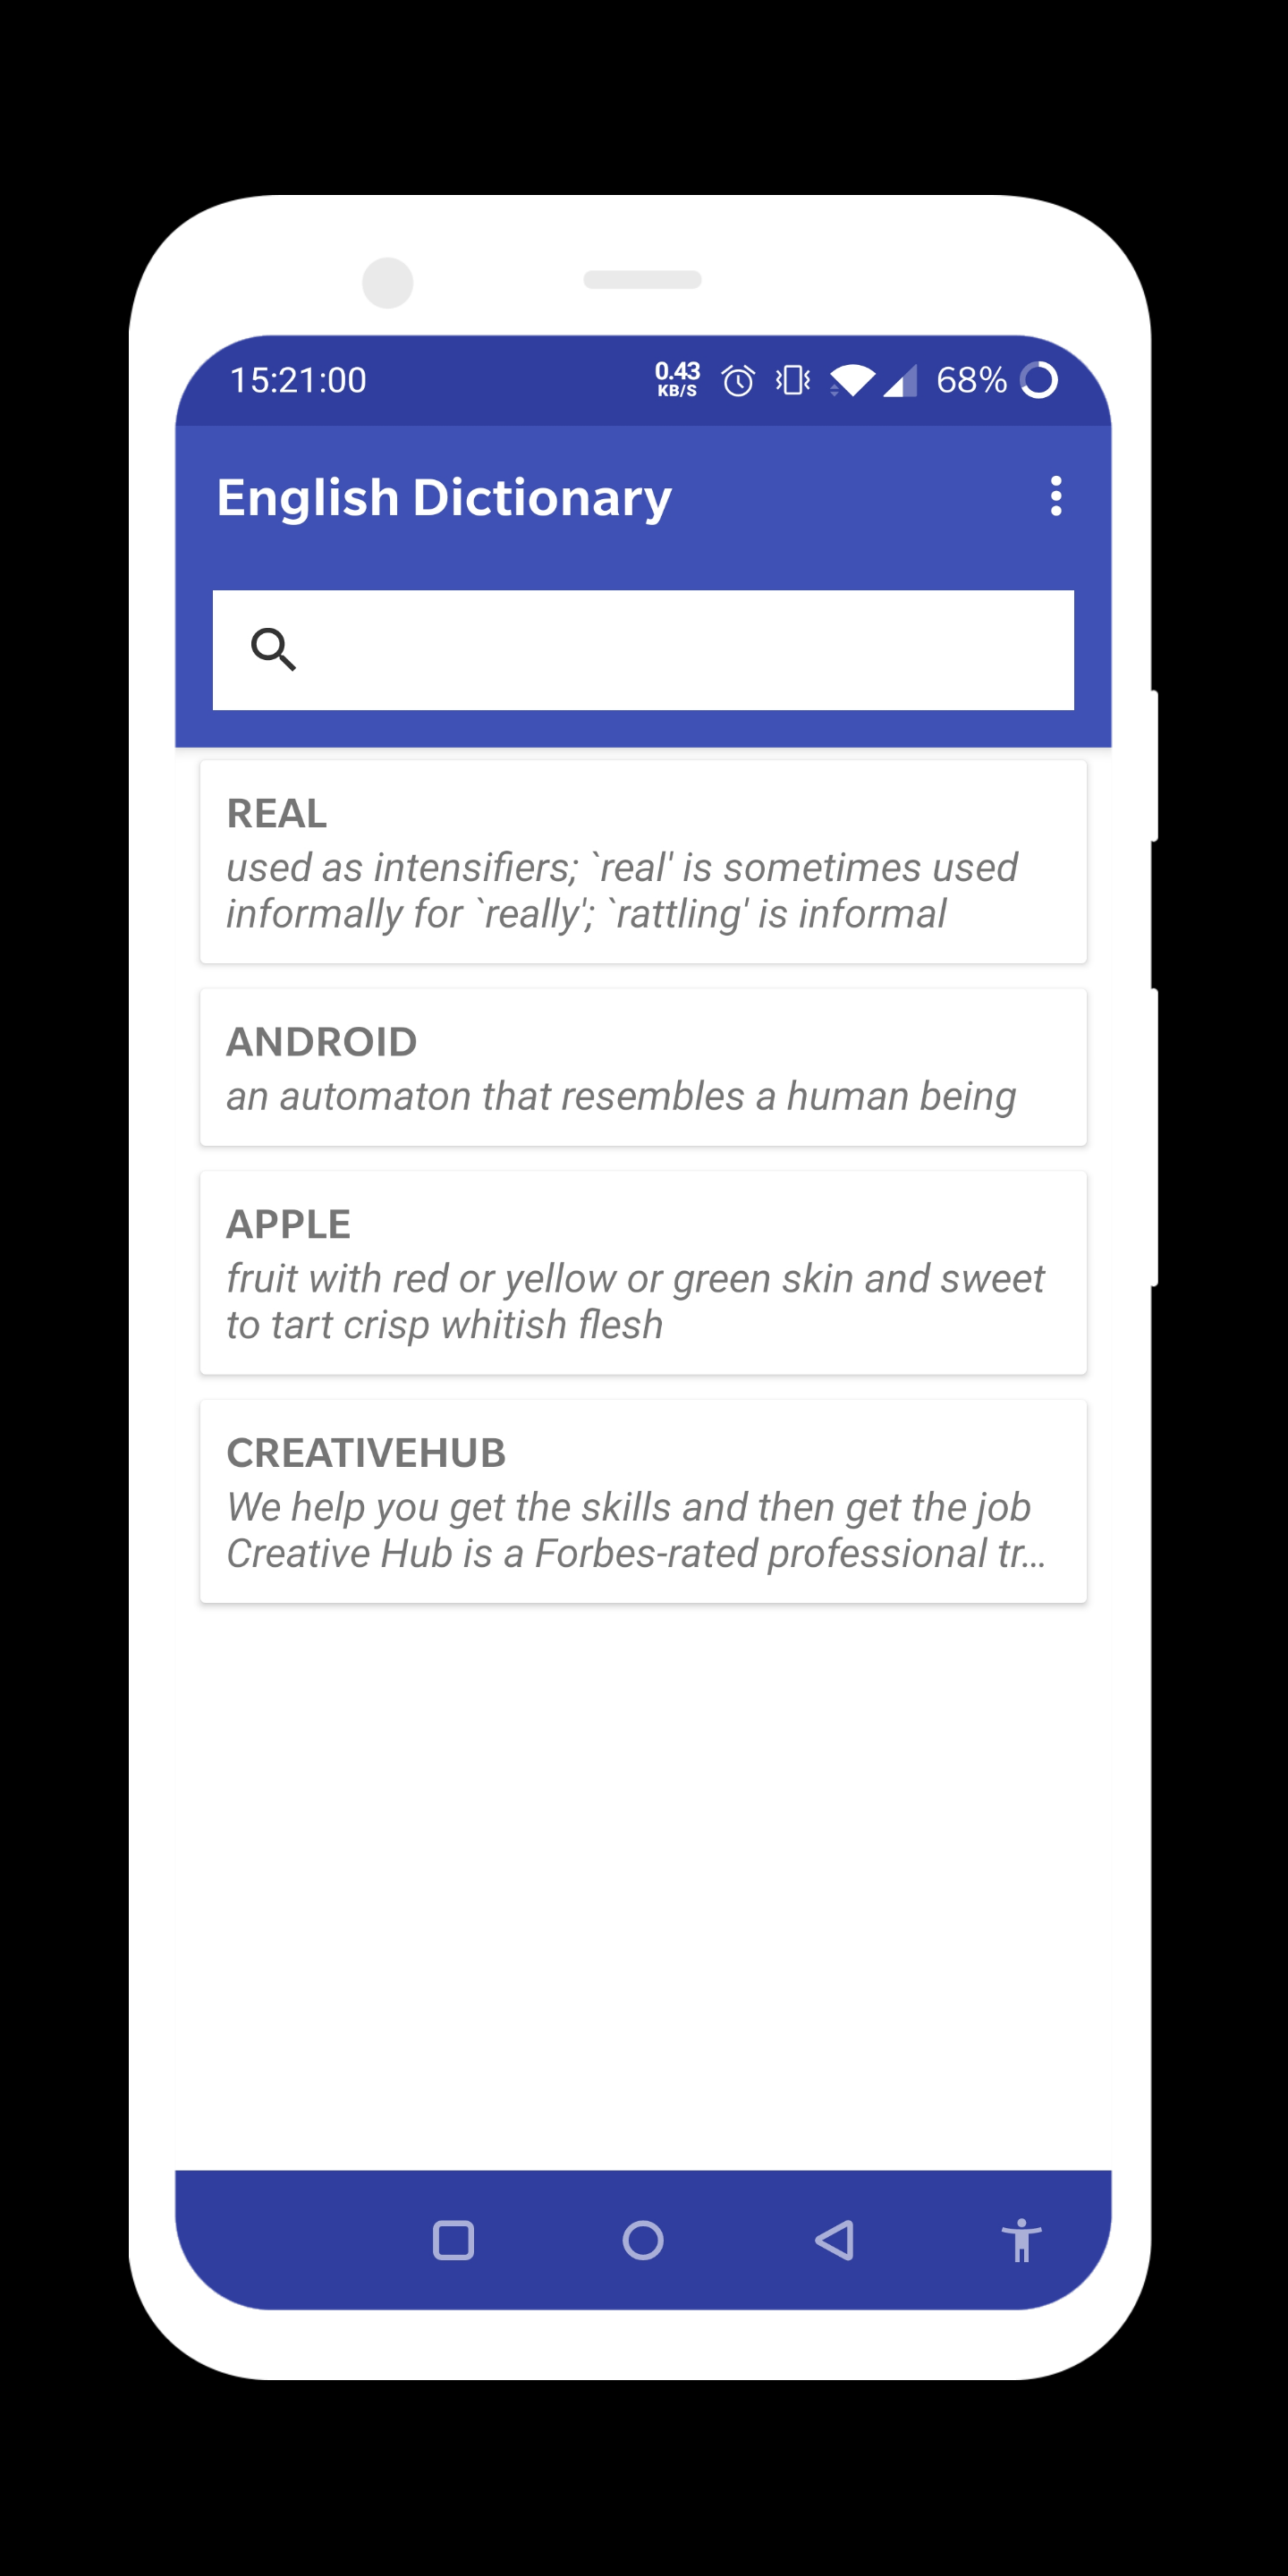 15:21:00 0.43 KB/S 68%
English Dictionary
REAL
used as intensifiers; `real' is sometimes used
informally for `really'; `rattling' is informal
ANDROID
an automaton that resembles a human being
APPLE
fruit with red or yellow or green skin and sweet
to tart crisp whitish flesh
CREATIVEHUB
We help you get the skills and then get the job
Creative Hub is a Forbes-rated professional tr...